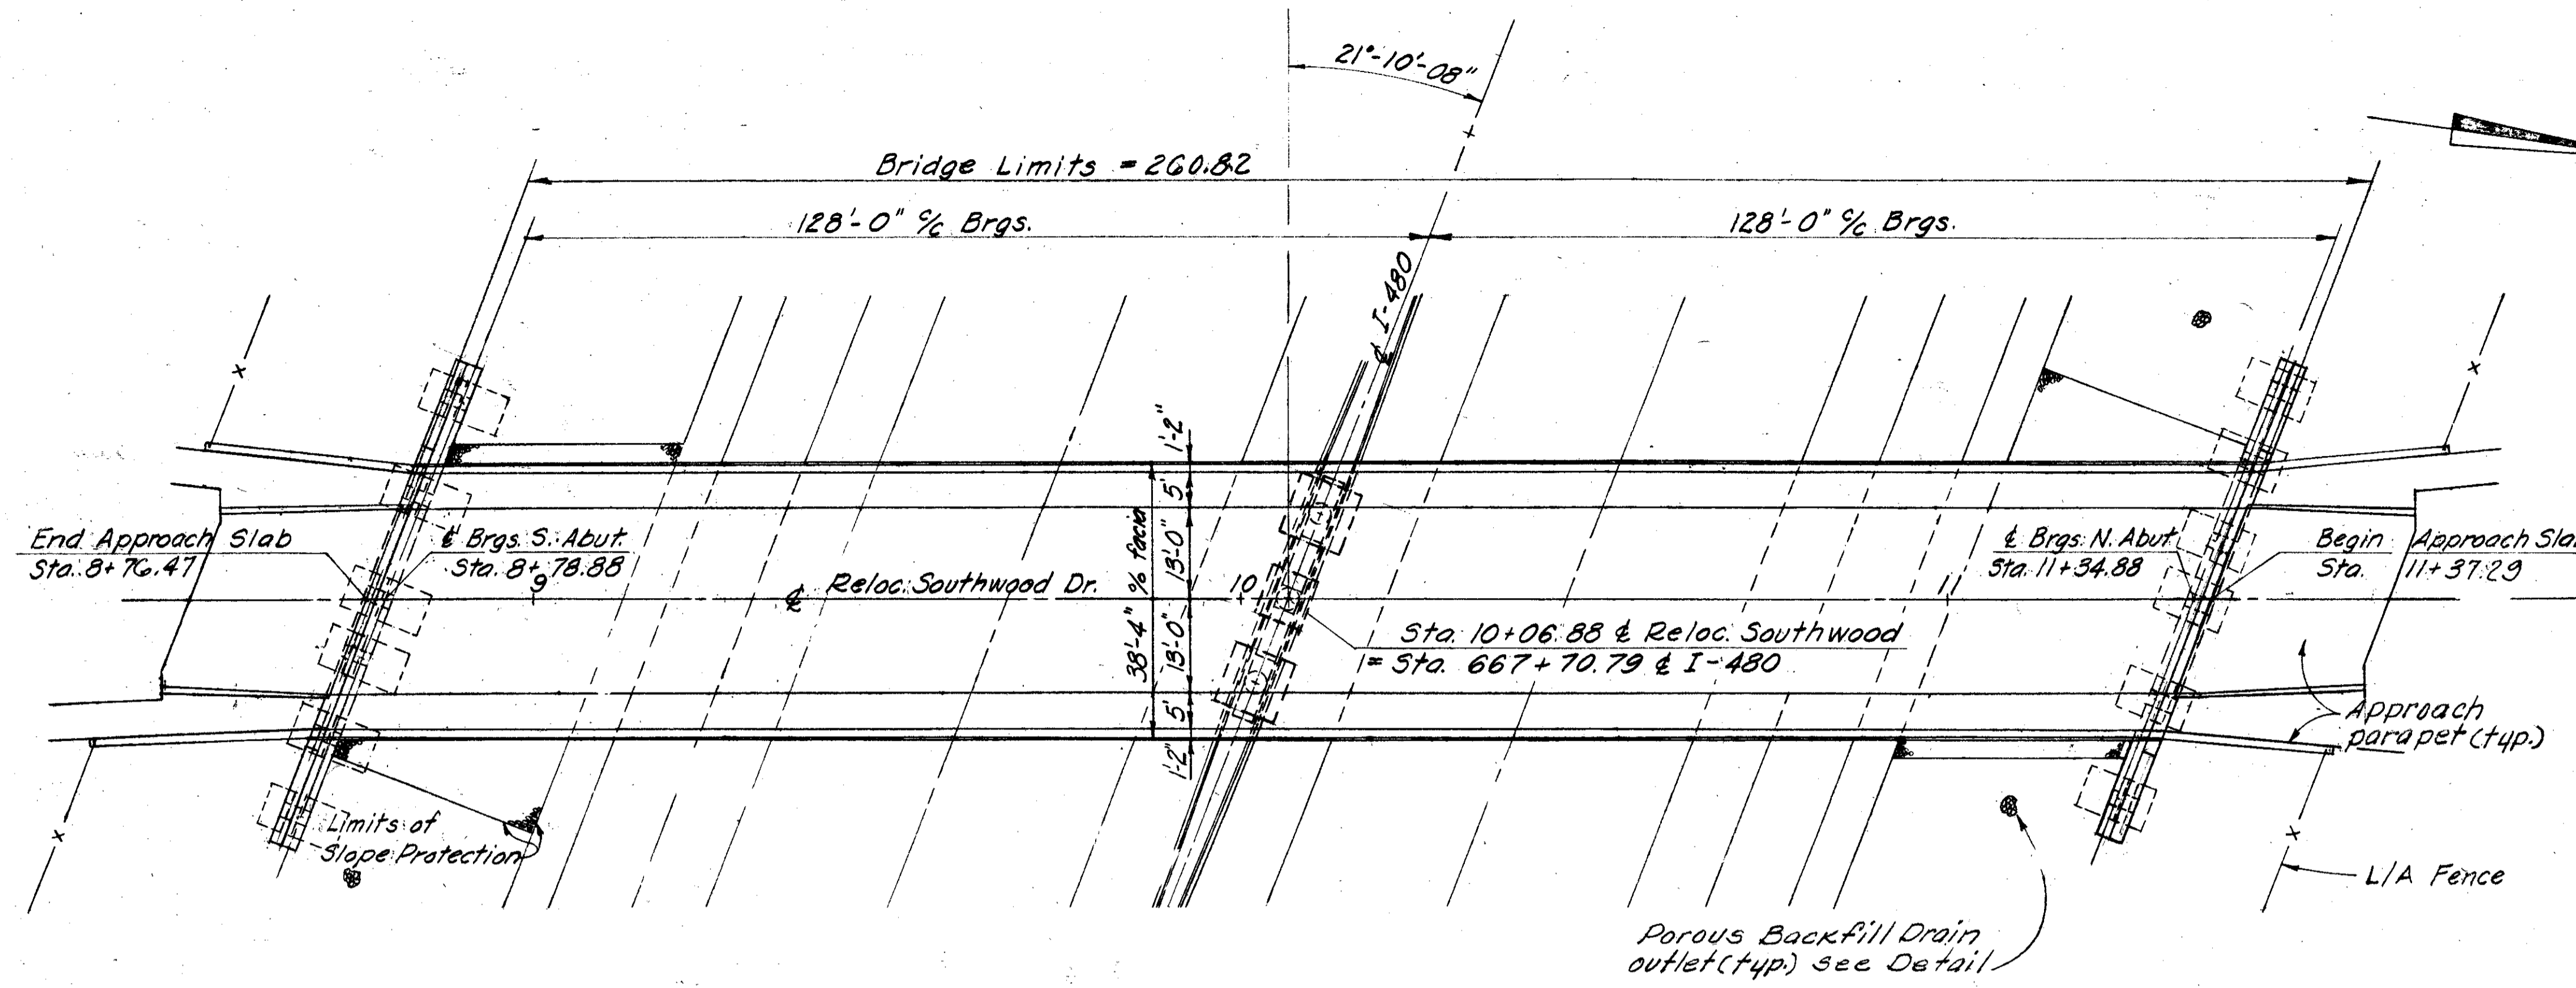 21°-10'-08"
Bridge Limits = 260.82
128'-0" c/c Brgs.
128'-0" c/c Brgs.
℄ I-480
x
x
1'-2"
5'
13'-0"
38'-4" o/o facia
13'-0"
5'
1'-2"
End Approach Slab
Sta. 8+76.47
℄ Brgs. S. Abut.
Sta. 8+78.88
9
℄ Reloc. Southwood Dr.
10
11
℄ Brgs. N. Abut.
Sta. 11+34.88
Begin Approach Sla
Sta. 11+37.29
Sta. 10+06.88 ℄ Reloc. Southwood
= Sta. 667+70.79 ℄ I-480
Approach
parapet (typ.)
Limits of
Slope Protection
x
x
L/A Fence
Porous Backfill Drain
outlet (typ.) see Detail